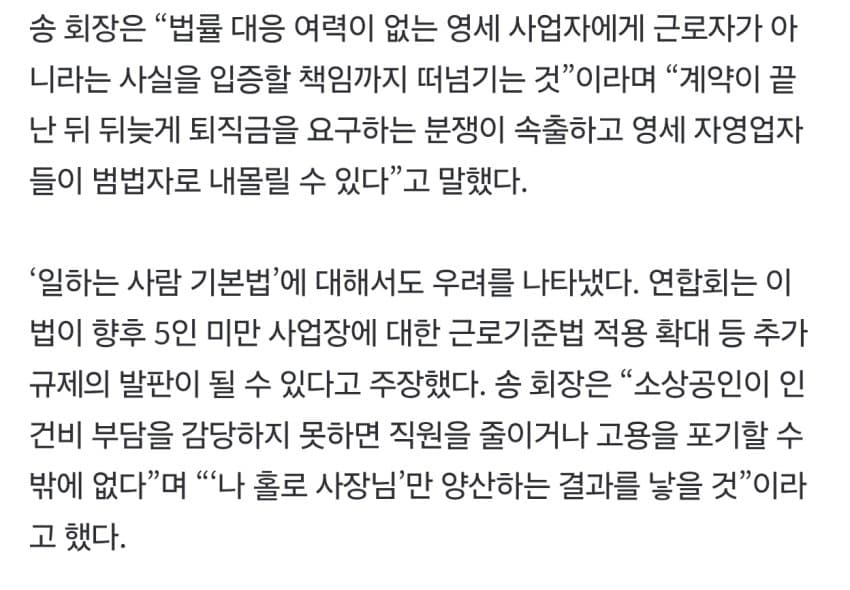 송 회장은 “법률 대응 여력이 없는 영세 사업자에게 근로자가 아
니라는 사실을 입증할 책임까지 떠넘기는 것”이라며 “계약이 끝
난 뒤 뒤늦게 퇴직금을 요구하는 분쟁이 속출하고 영세 자영업자
들이 범법자로 내몰릴 수 있다”고 말했다.
‘일하는 사람 기본법’에 대해서도 우려를 나타냈다. 연합회는 이
법이 향후 5인 미만 사업장에 대한 근로기준법 적용 확대 등 추가
규제의 발판이 될 수 있다고 주장했다. 송 회장은 “소상공인이 인
건비 부담을 감당하지 못하면 직원을 줄이거나 고용을 포기할 수
밖에 없다”며 “‘나 홀로 사장님’만 양산하는 결과를 낳을 것”이라
고 했다.